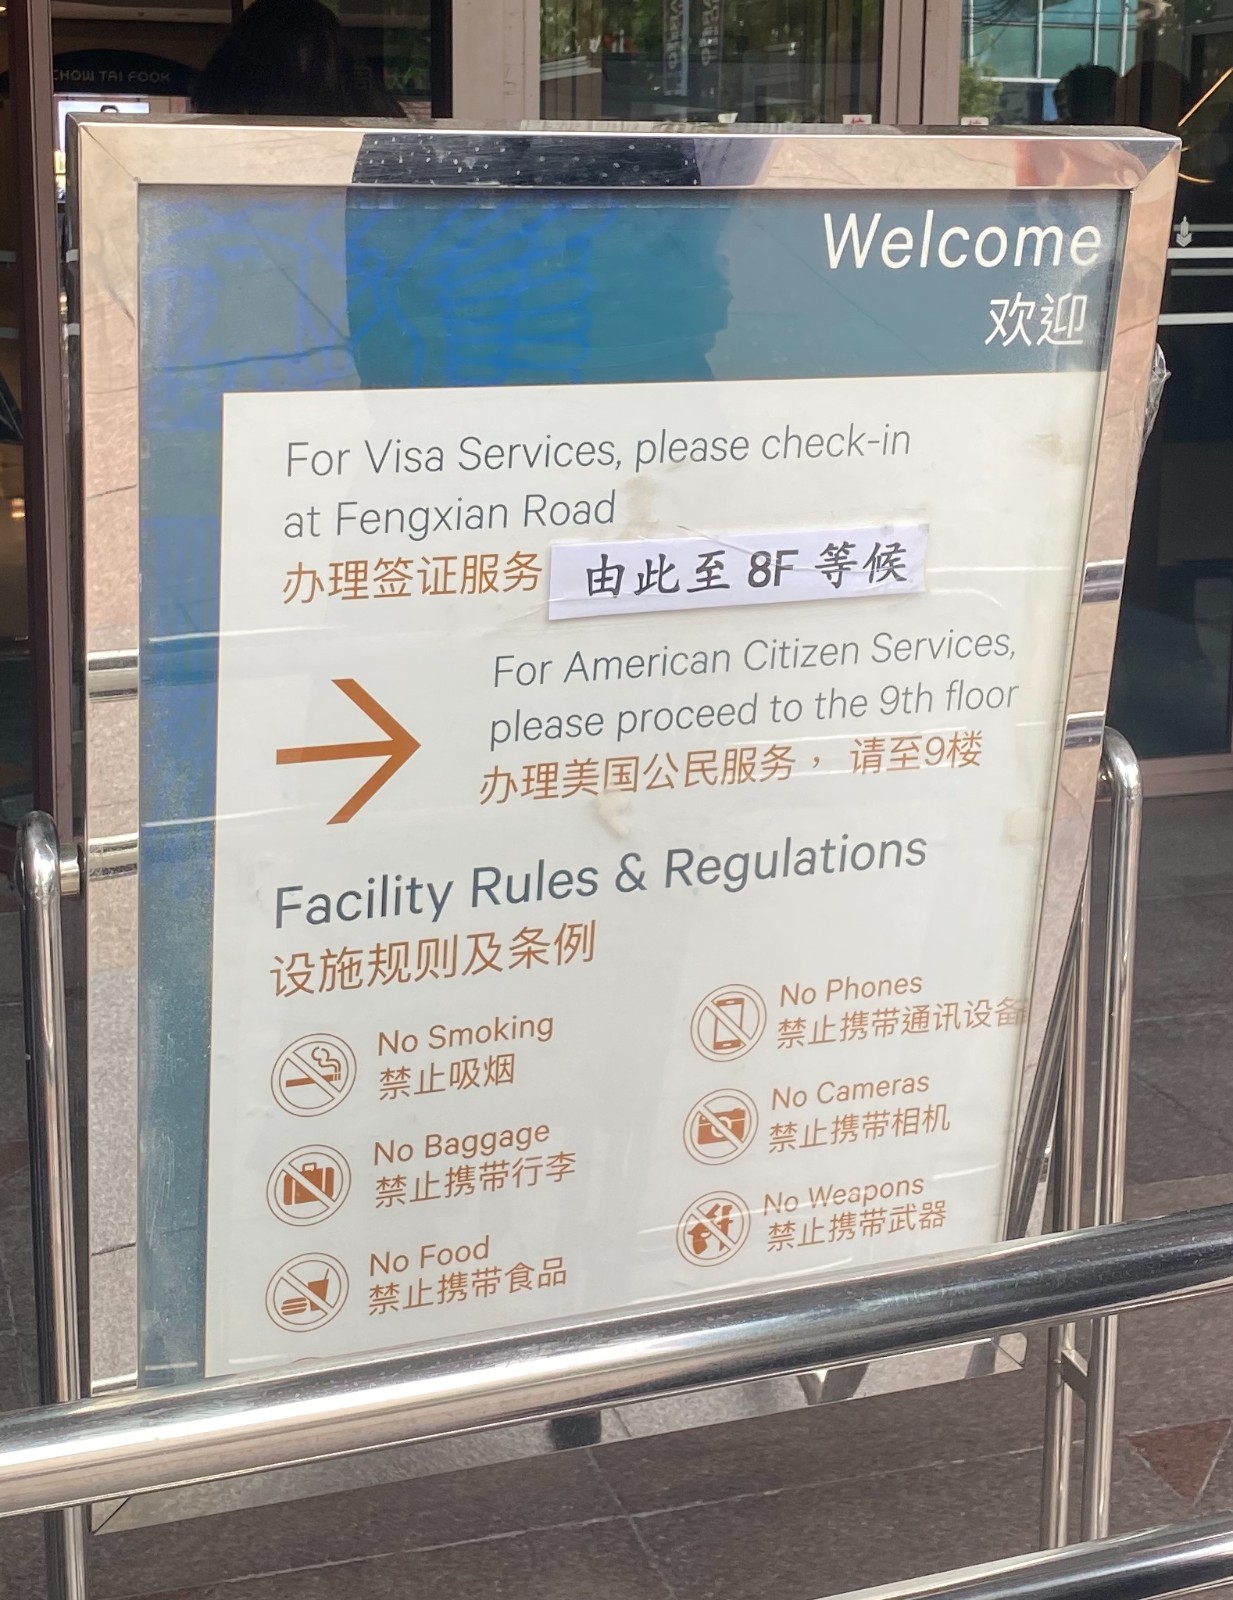 CHOW TAI FOOK
Welcome
欢迎
For Visa Services, please check-in
at Fengxian Road
办理签证服务 由此至 8F 等候
For American Citizen Services,
please proceed to the 9th floor
办理美国公民服务， 请至9楼
Facility Rules & Regulations
设施规则及条例
No Smoking
禁止吸烟
No Baggage
禁止携带行李
No Food
禁止携带食品
No Phones
禁止携带通讯设备
No Cameras
禁止携带相机
No Weapons
禁止携带武器